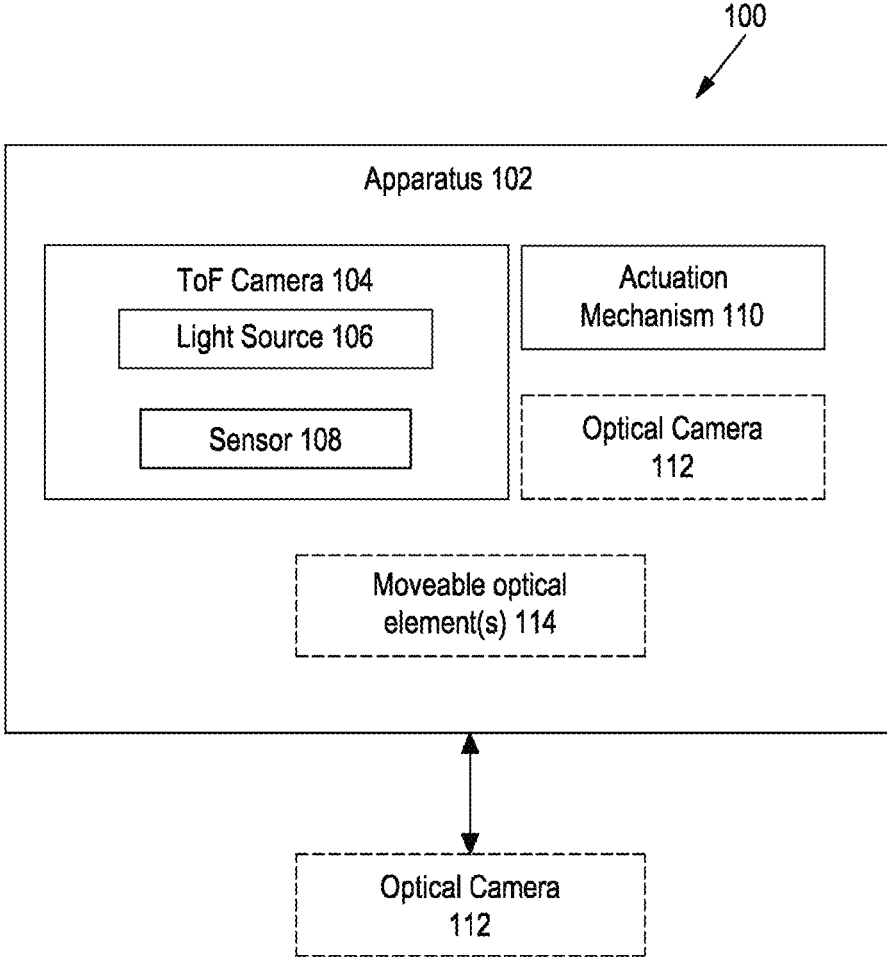 100
Apparatus 102
ToF Camera 104
Light Source 106
Sensor 108
Actuation
Mechanism 110
Optical Camera
112
Moveable optical
element(s) 114
Optical Camera
112